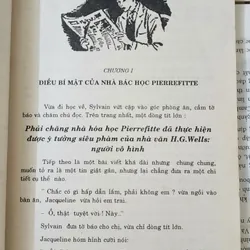 CHƯƠNG 1
ĐIỀU BÍ MẬT CỦA NHÀ BÁC HỌC PIERREFITTE
Vừa đi học về, Sylvain vứt cặp vào góc phòng ăn, cầm tờ
báo và chăm chú đọc. Trên trang nhất, một dòng tít lớn :
Phải chăng nhà hóa học Pierrefitte đã thực hiện
được ý tưởng siêu phàm của nhà văn H.G.Wells:
người vô hình
Tiếp theo là một bài viết khá dài nhưng chung chung,
muốn tỏ ra là một tin giật gân, nhưng lại chẳng đưa ra một chi
tiết cụ thể nào.
- " Chắc có gì hấp dẫn lắm, phải không em ? vừa ngồi vào
bàn ăn, Jacqueline vừa hỏi em trai.
- Ồ, thật tuyệt vời ! Này..."
Sylvain đưa tờ báo cho chị, vừa chỉ dòng tít lớn.
Jacqueline hóm hỉnh cười nói: